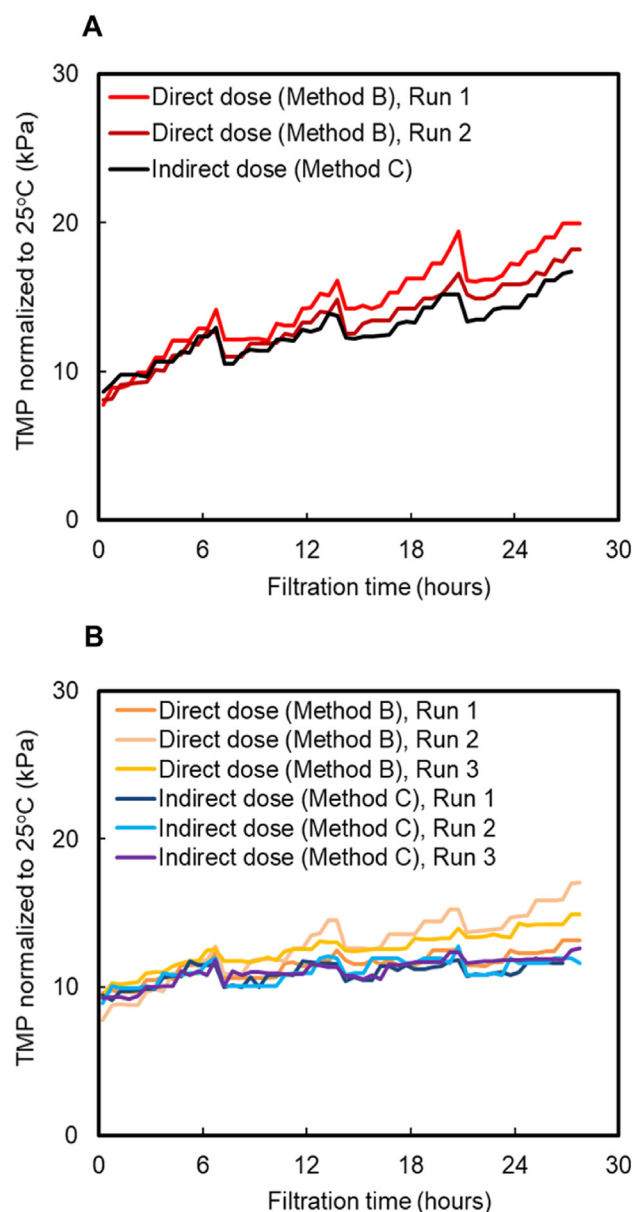 A
TMP normalized to 25°C (kPa)
30
20
10
0
Direct dose (Method B), Run 1
Direct dose (Method B), Run 2
Indirect dose (Method C)
0 6 12 18 24 30
Filtration time (hours)
B
TMP normalized to 25°C (kPa)
30
20
10
0
Direct dose (Method B), Run 1
Direct dose (Method B), Run 2
Direct dose (Method B), Run 3
Indirect dose (Method C), Run 1
Indirect dose (Method C), Run 2
Indirect dose (Method C), Run 3
0 6 12 18 24 30
Filtration time (hours)